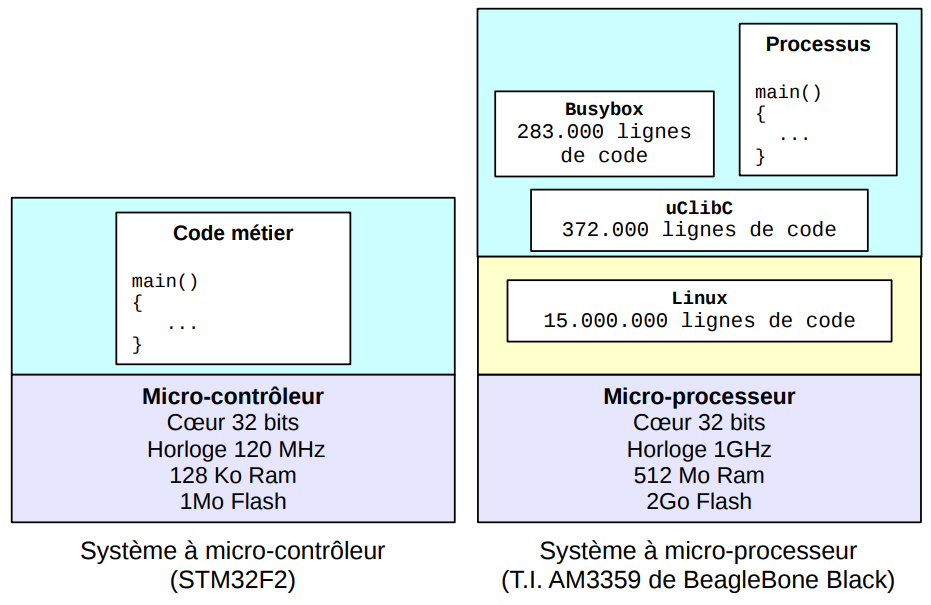 Code métier
main()
{
...
}
Micro-contrôleur
Cœur 32 bits
Horloge 120 MHz
128 Ko Ram
1Mo Flash
Système à micro-contrôleur
(STM32F2)
Processus
main()
{
...
}
Busybox
283.000 lignes
de code
uClibC
372.000 lignes de code
Linux
15.000.000 lignes de code
Micro-processeur
Cœur 32 bits
Horloge 1GHz
512 Mo Ram
2Go Flash
Système à micro-processeur
(T.I. AM3359 de BeagleBone Black)